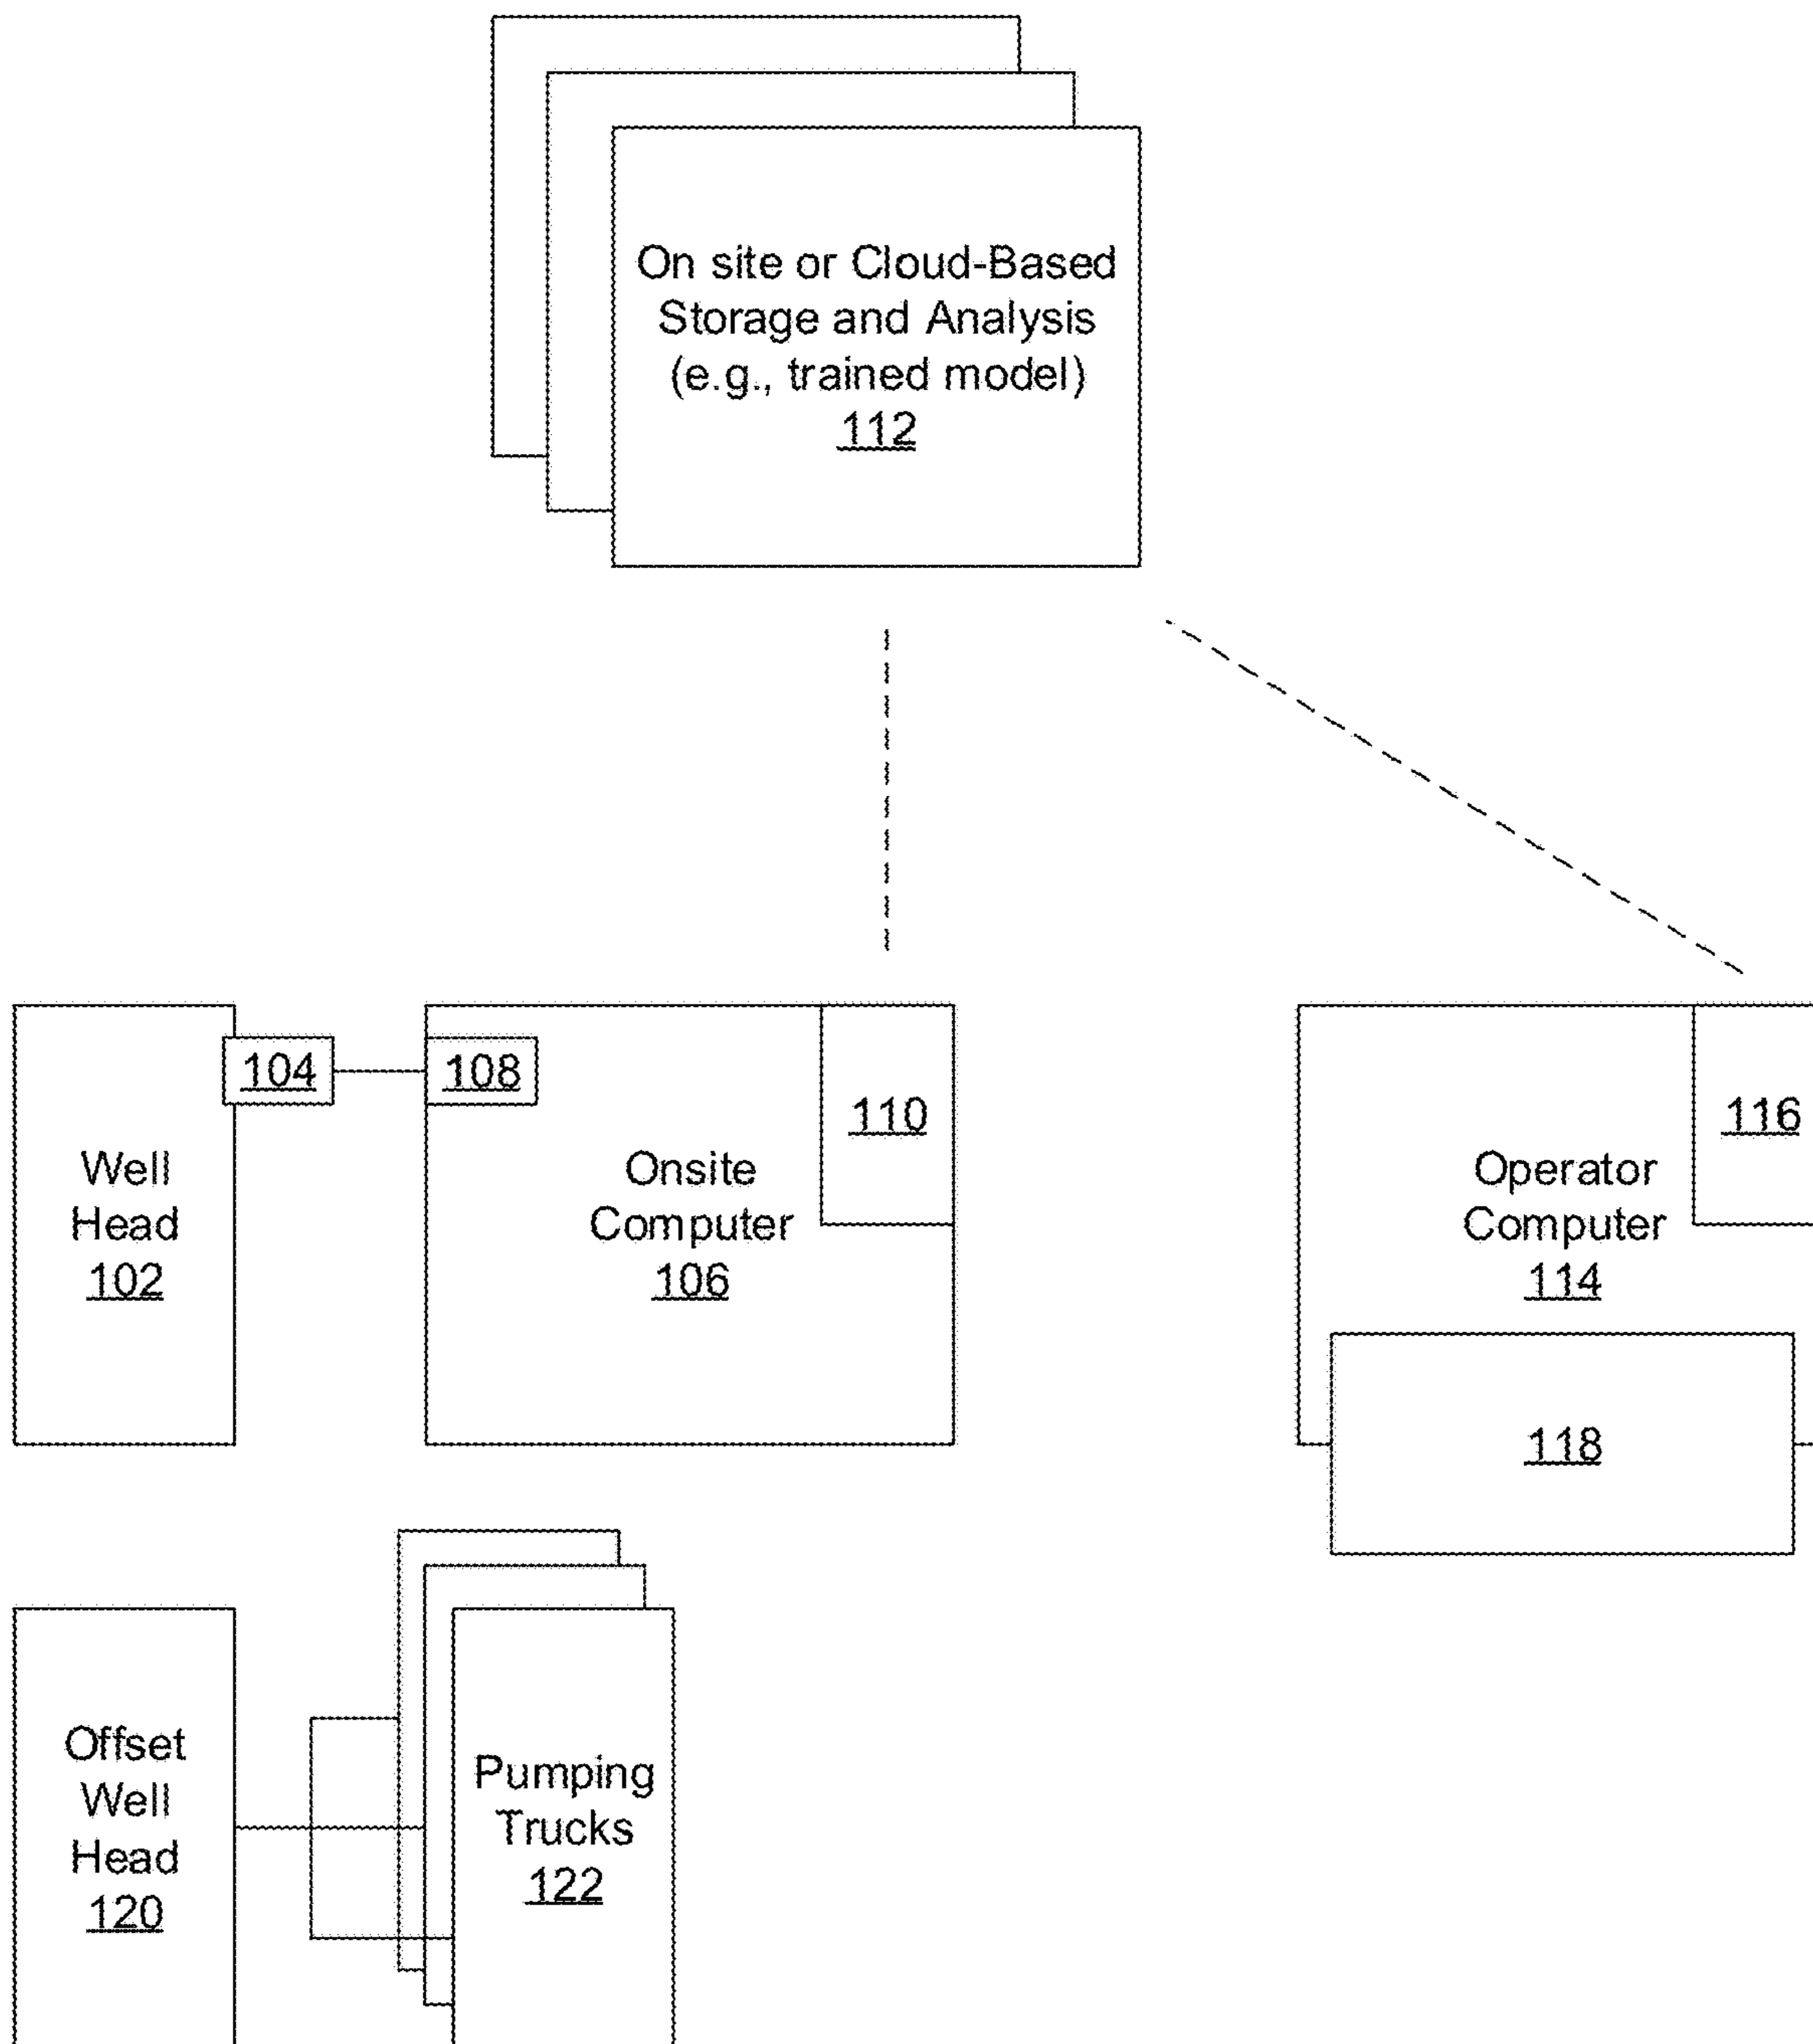 On site or Cloud-Based
Storage and Analysis
(e.g., trained model)
112
104
108
110
116
Well
Head
102
Onsite
Computer
106
Operator
Computer
114
118
Offset
Well
Head
120
Pumping
Trucks
122